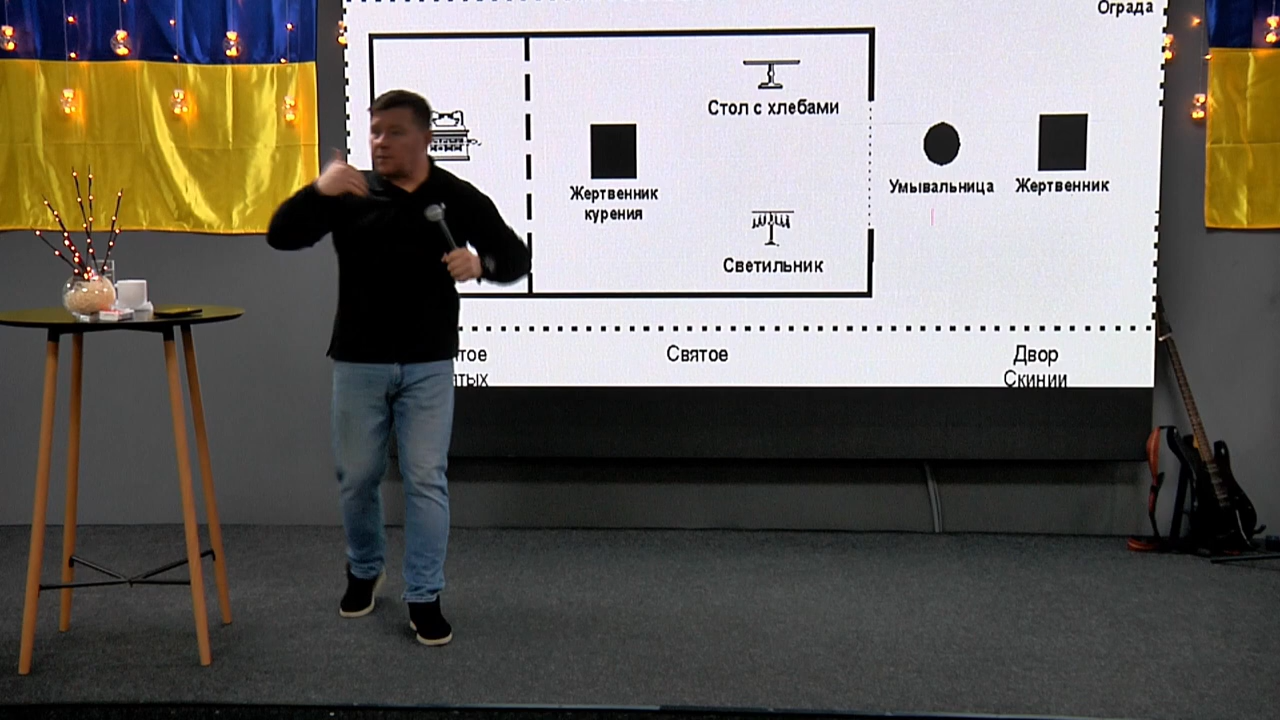 Ограда
Стол с хлебами
Жертвенник
курения
Умывальница
Жертвенник
Светильник
Святое
Двор
Скинии